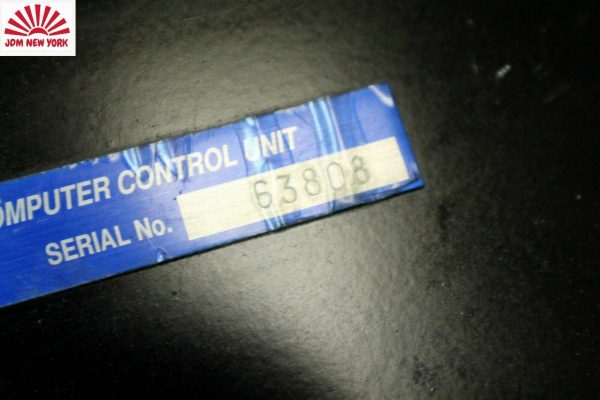 JDM NEW YORK
OMPUTER CONTROL UNIT
SERIAL No. 63808